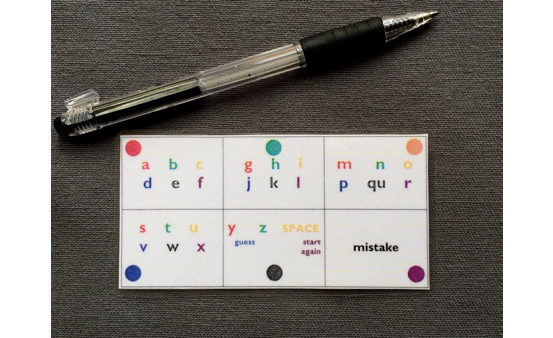 a b c
d e f
g h i
j k l
m n o
p qu r
s t u
v w x
y z SPACE
guess start
again
mistake